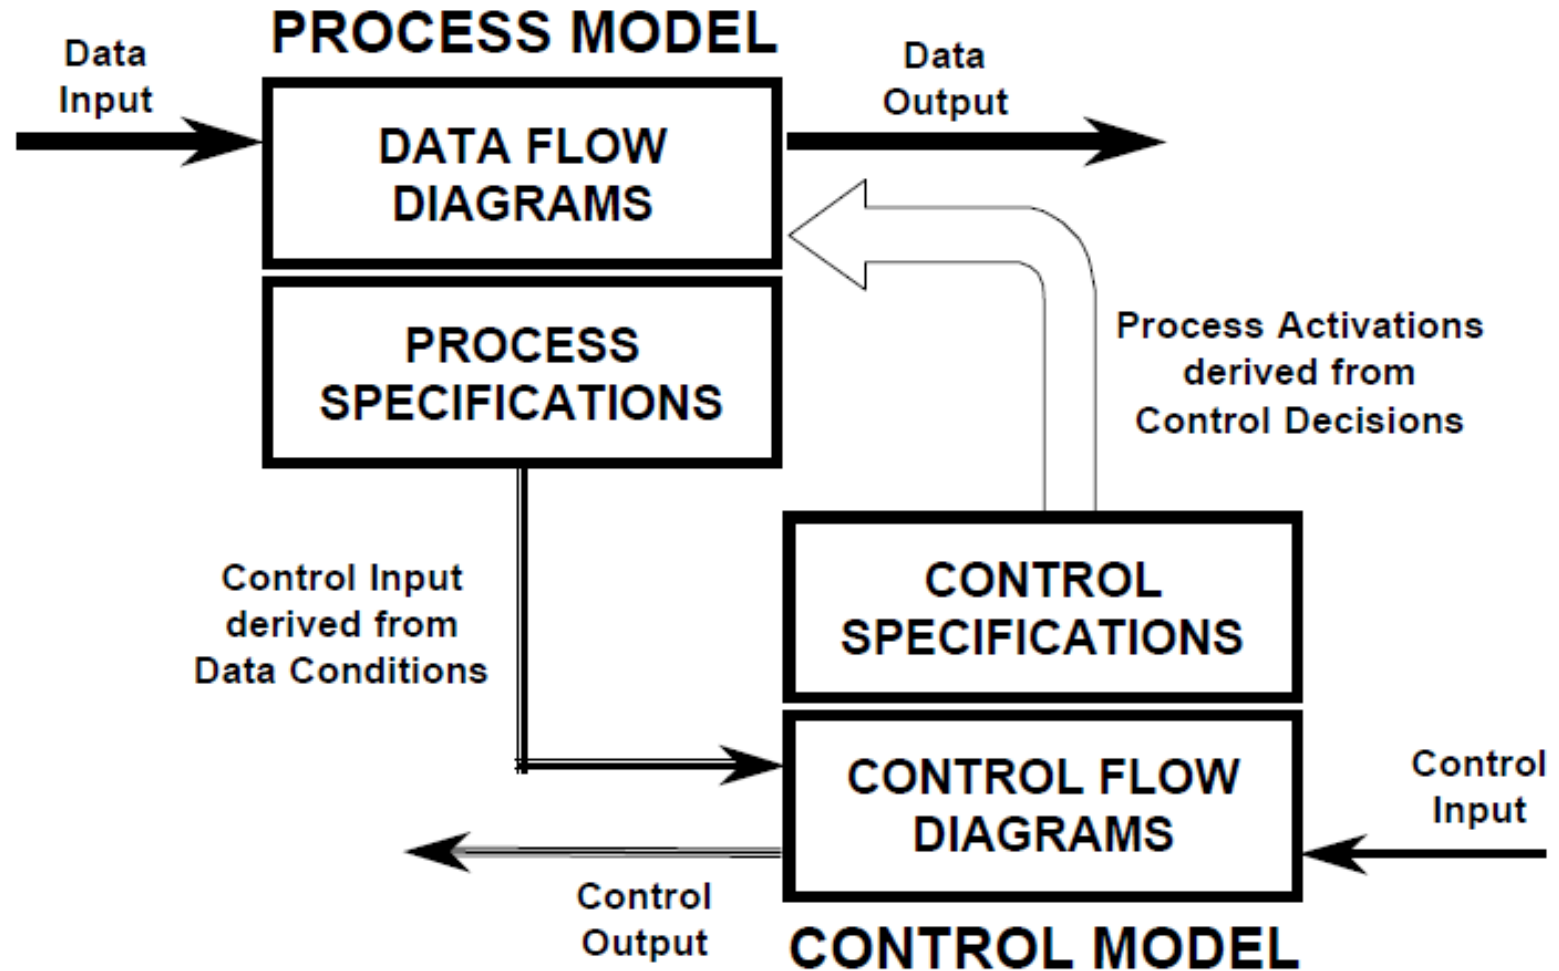 PROCESS MODEL
Data
Input
Data
Output
DATA FLOW
DIAGRAMS
PROCESS
SPECIFICATIONS
Process Activations
derived from
Control Decisions
Control Input
derived from
Data Conditions
CONTROL
SPECIFICATIONS
CONTROL FLOW
DIAGRAMS
Control
Input
Control
Output
CONTROL MODEL